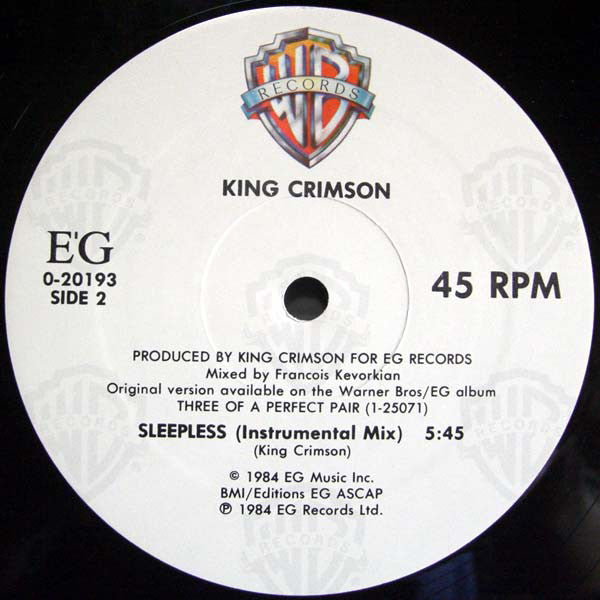 WB
RECORDS
KING CRIMSON
E'G
0-20193
SIDE 2
45 RPM
PRODUCED BY KING CRIMSON FOR EG RECORDS
Mixed by Francois Kevorkian
Original version available on the Warner Bros/EG album
THREE OF A PERFECT PAIR (1-25071)
SLEEPLESS (Instrumental Mix) 5:45
(King Crimson)
© 1984 EG Music Inc.
BMI/Editions EG ASCAP
℗ 1984 EG Records Ltd.